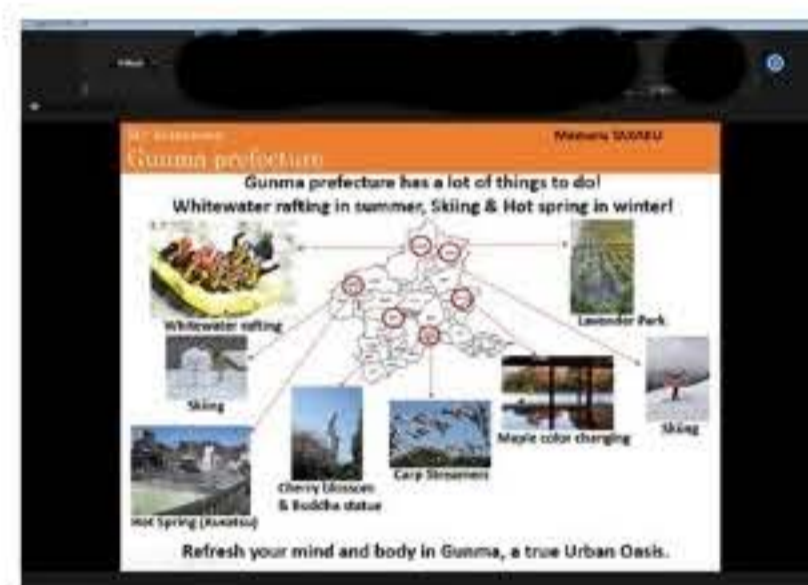 Gunma prefecture
Gunma prefecture has a lot of things to do!
Whitewater rafting in summer, Skiing & Hot spring in winter!
Whitewater rafting
Lavender Park
Skiing
Skiing
Maple color changing
Carp Streamers
Cherry blossom
& Buddha statue
Hot Spring (Kusatsu)
Refresh your mind and body in Gunma, a true Urban Oasis.